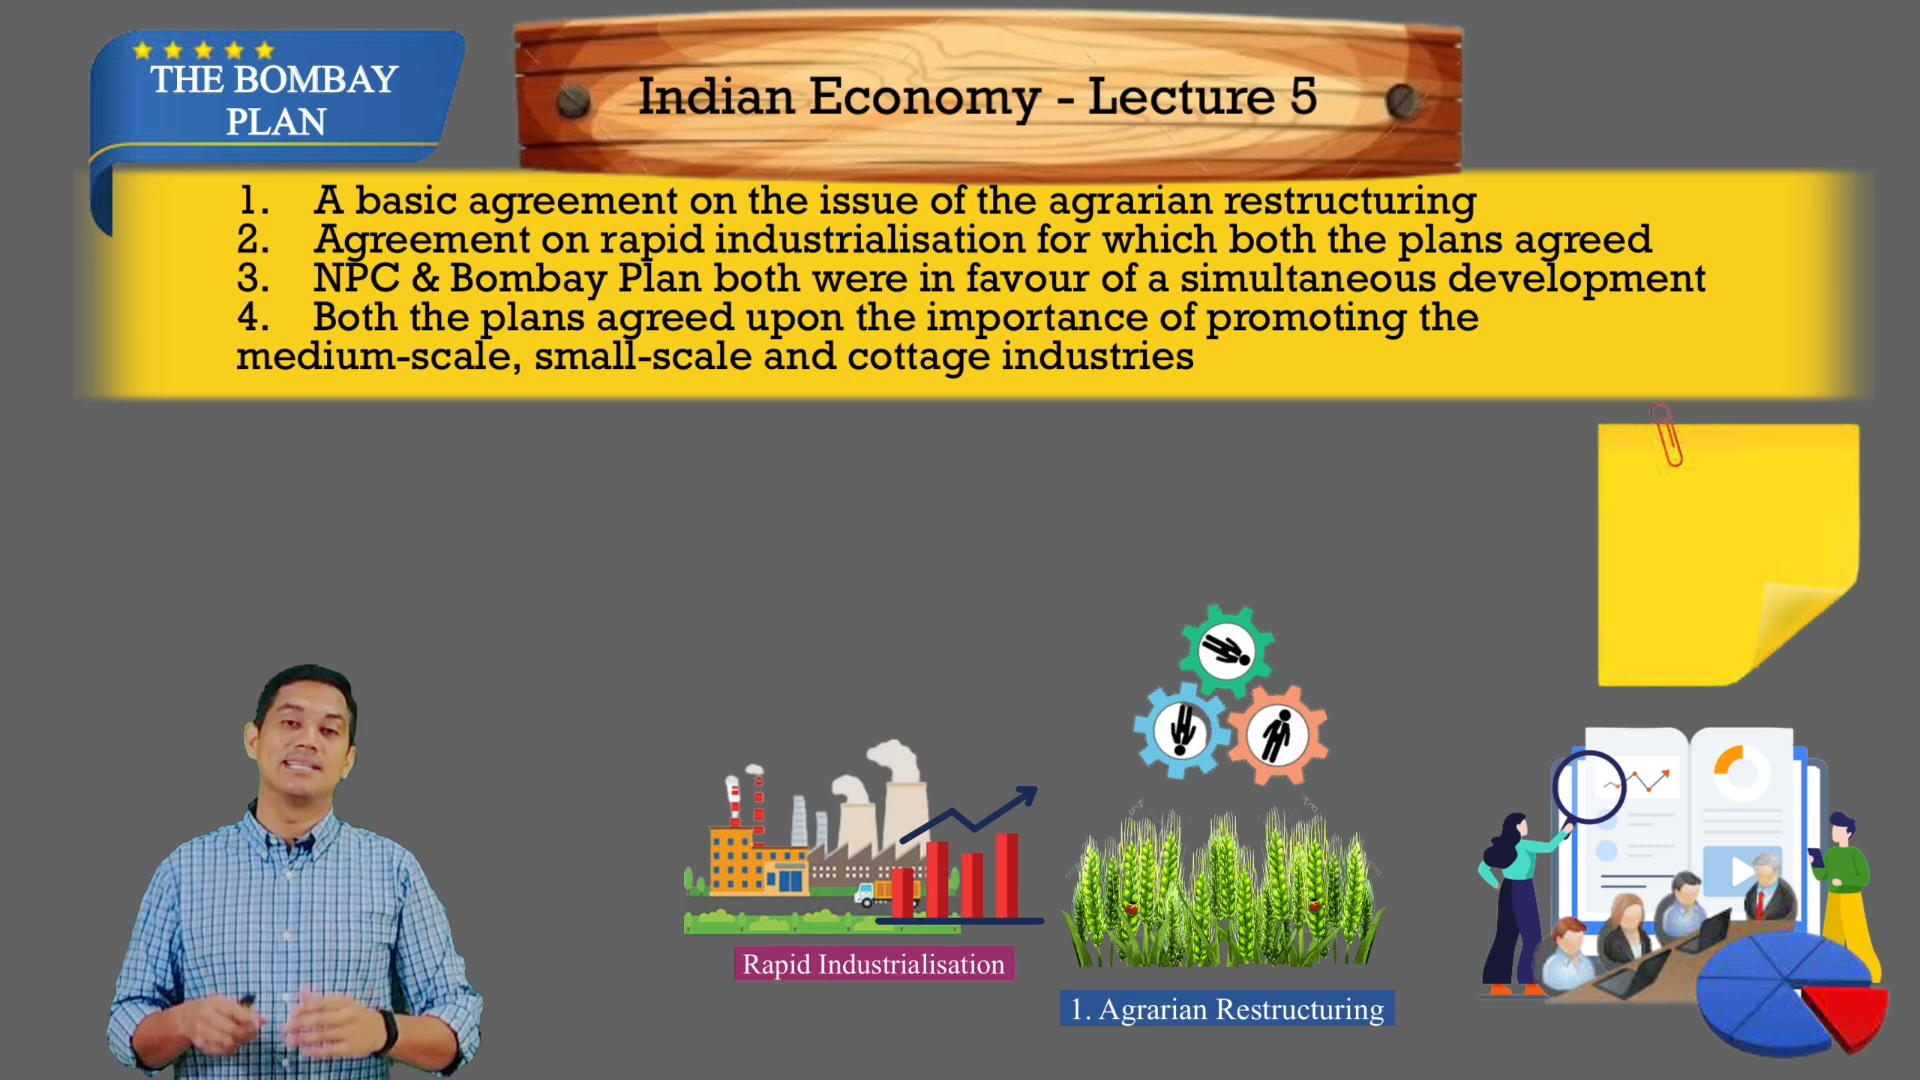 THE BOMBAY
PLAN
Indian Economy - Lecture 5
1. A basic agreement on the issue of the agrarian restructuring
2. Agreement on rapid industrialisation for which both the plans agreed
3. NPC & Bombay Plan both were in favour of a simultaneous development
4. Both the plans agreed upon the importance of promoting the
medium-scale, small-scale and cottage industries
Rapid Industrialisation
1. Agrarian Restructuring